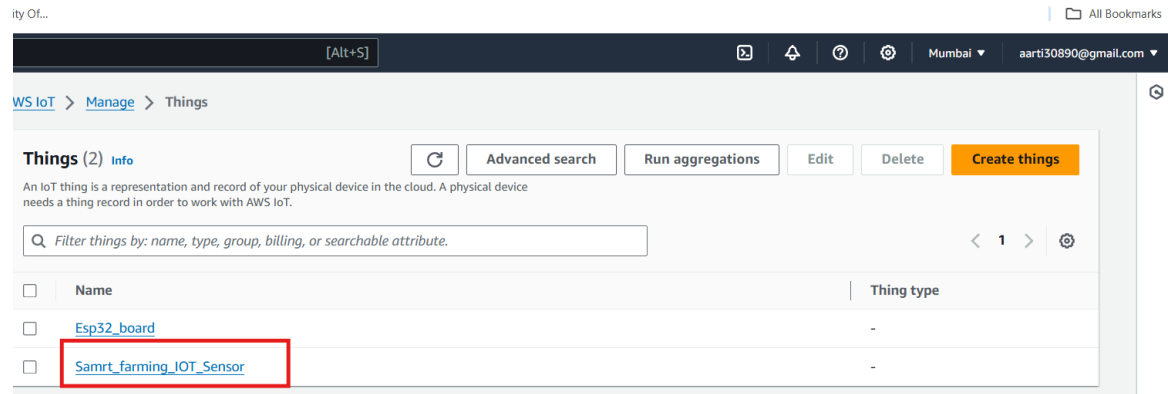 ity Of...
All Bookmarks
[Alt+S]
Mumbai
aarti30890@gmail.com
WS IoT > Manage > Things
Things (2) Info
Advanced search
Run aggregations
Edit
Delete
Create things
An IoT thing is a representation and record of your physical device in the cloud. A physical device
needs a thing record in order to work with AWS IoT.
Filter things by: name, type, group, billing, or searchable attribute.
< 1 >
Name
Thing type
Esp32_board
-
Samrt_farming_IOT_Sensor
-